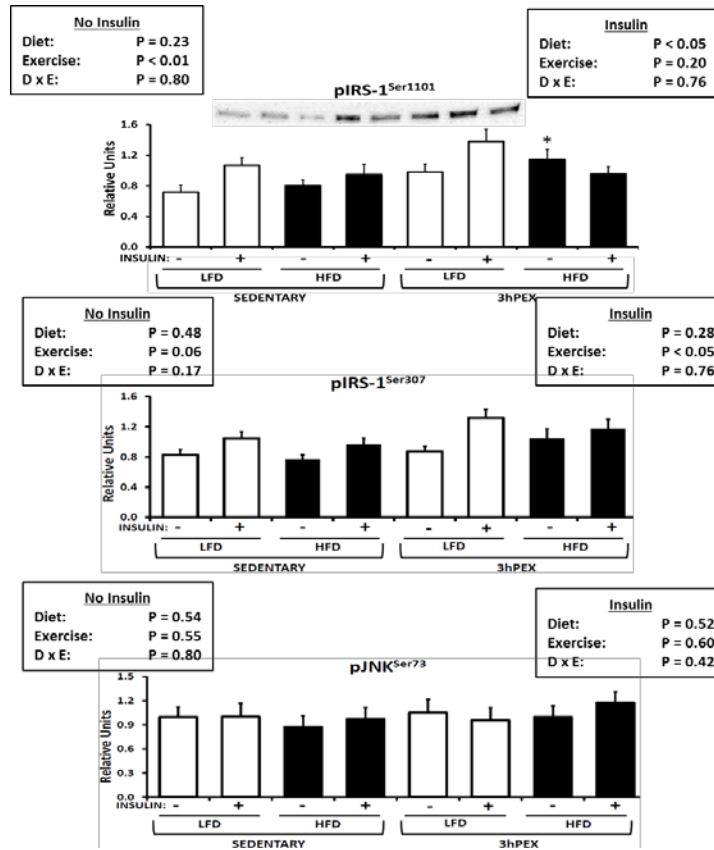 No Insulin
Diet: P = 0.23
Exercise: P < 0.01
D x E: P = 0.80
Insulin
Diet: P < 0.05
Exercise: P = 0.20
D x E: P = 0.76
pIRS-1Ser1101
Relative Units
1.6
1.2
0.8
0.4
0.0
*
INSULIN: - + - + - + - +
LFD HFD LFD HFD
SEDENTARY 3hPEX
No Insulin
Diet: P = 0.48
Exercise: P = 0.06
D x E: P = 0.17
Insulin
Diet: P = 0.28
Exercise: P < 0.05
D x E: P = 0.76
pIRS-1Ser307
Relative Units
1.6
1.2
0.8
0.4
0.0
INSULIN: - + - + - + - +
LFD HFD LFD HFD
SEDENTARY 3hPEX
No Insulin
Diet: P = 0.54
Exercise: P = 0.55
D x E: P = 0.80
Insulin
Diet: P = 0.52
Exercise: P = 0.60
D x E: P = 0.42
pJNKSer73
Relative Units
1.5
1.2
0.9
0.6
0.3
0.0
INSULIN: - + - + - + - +
LFD HFD LFD HFD
SEDENTARY 3hPEX